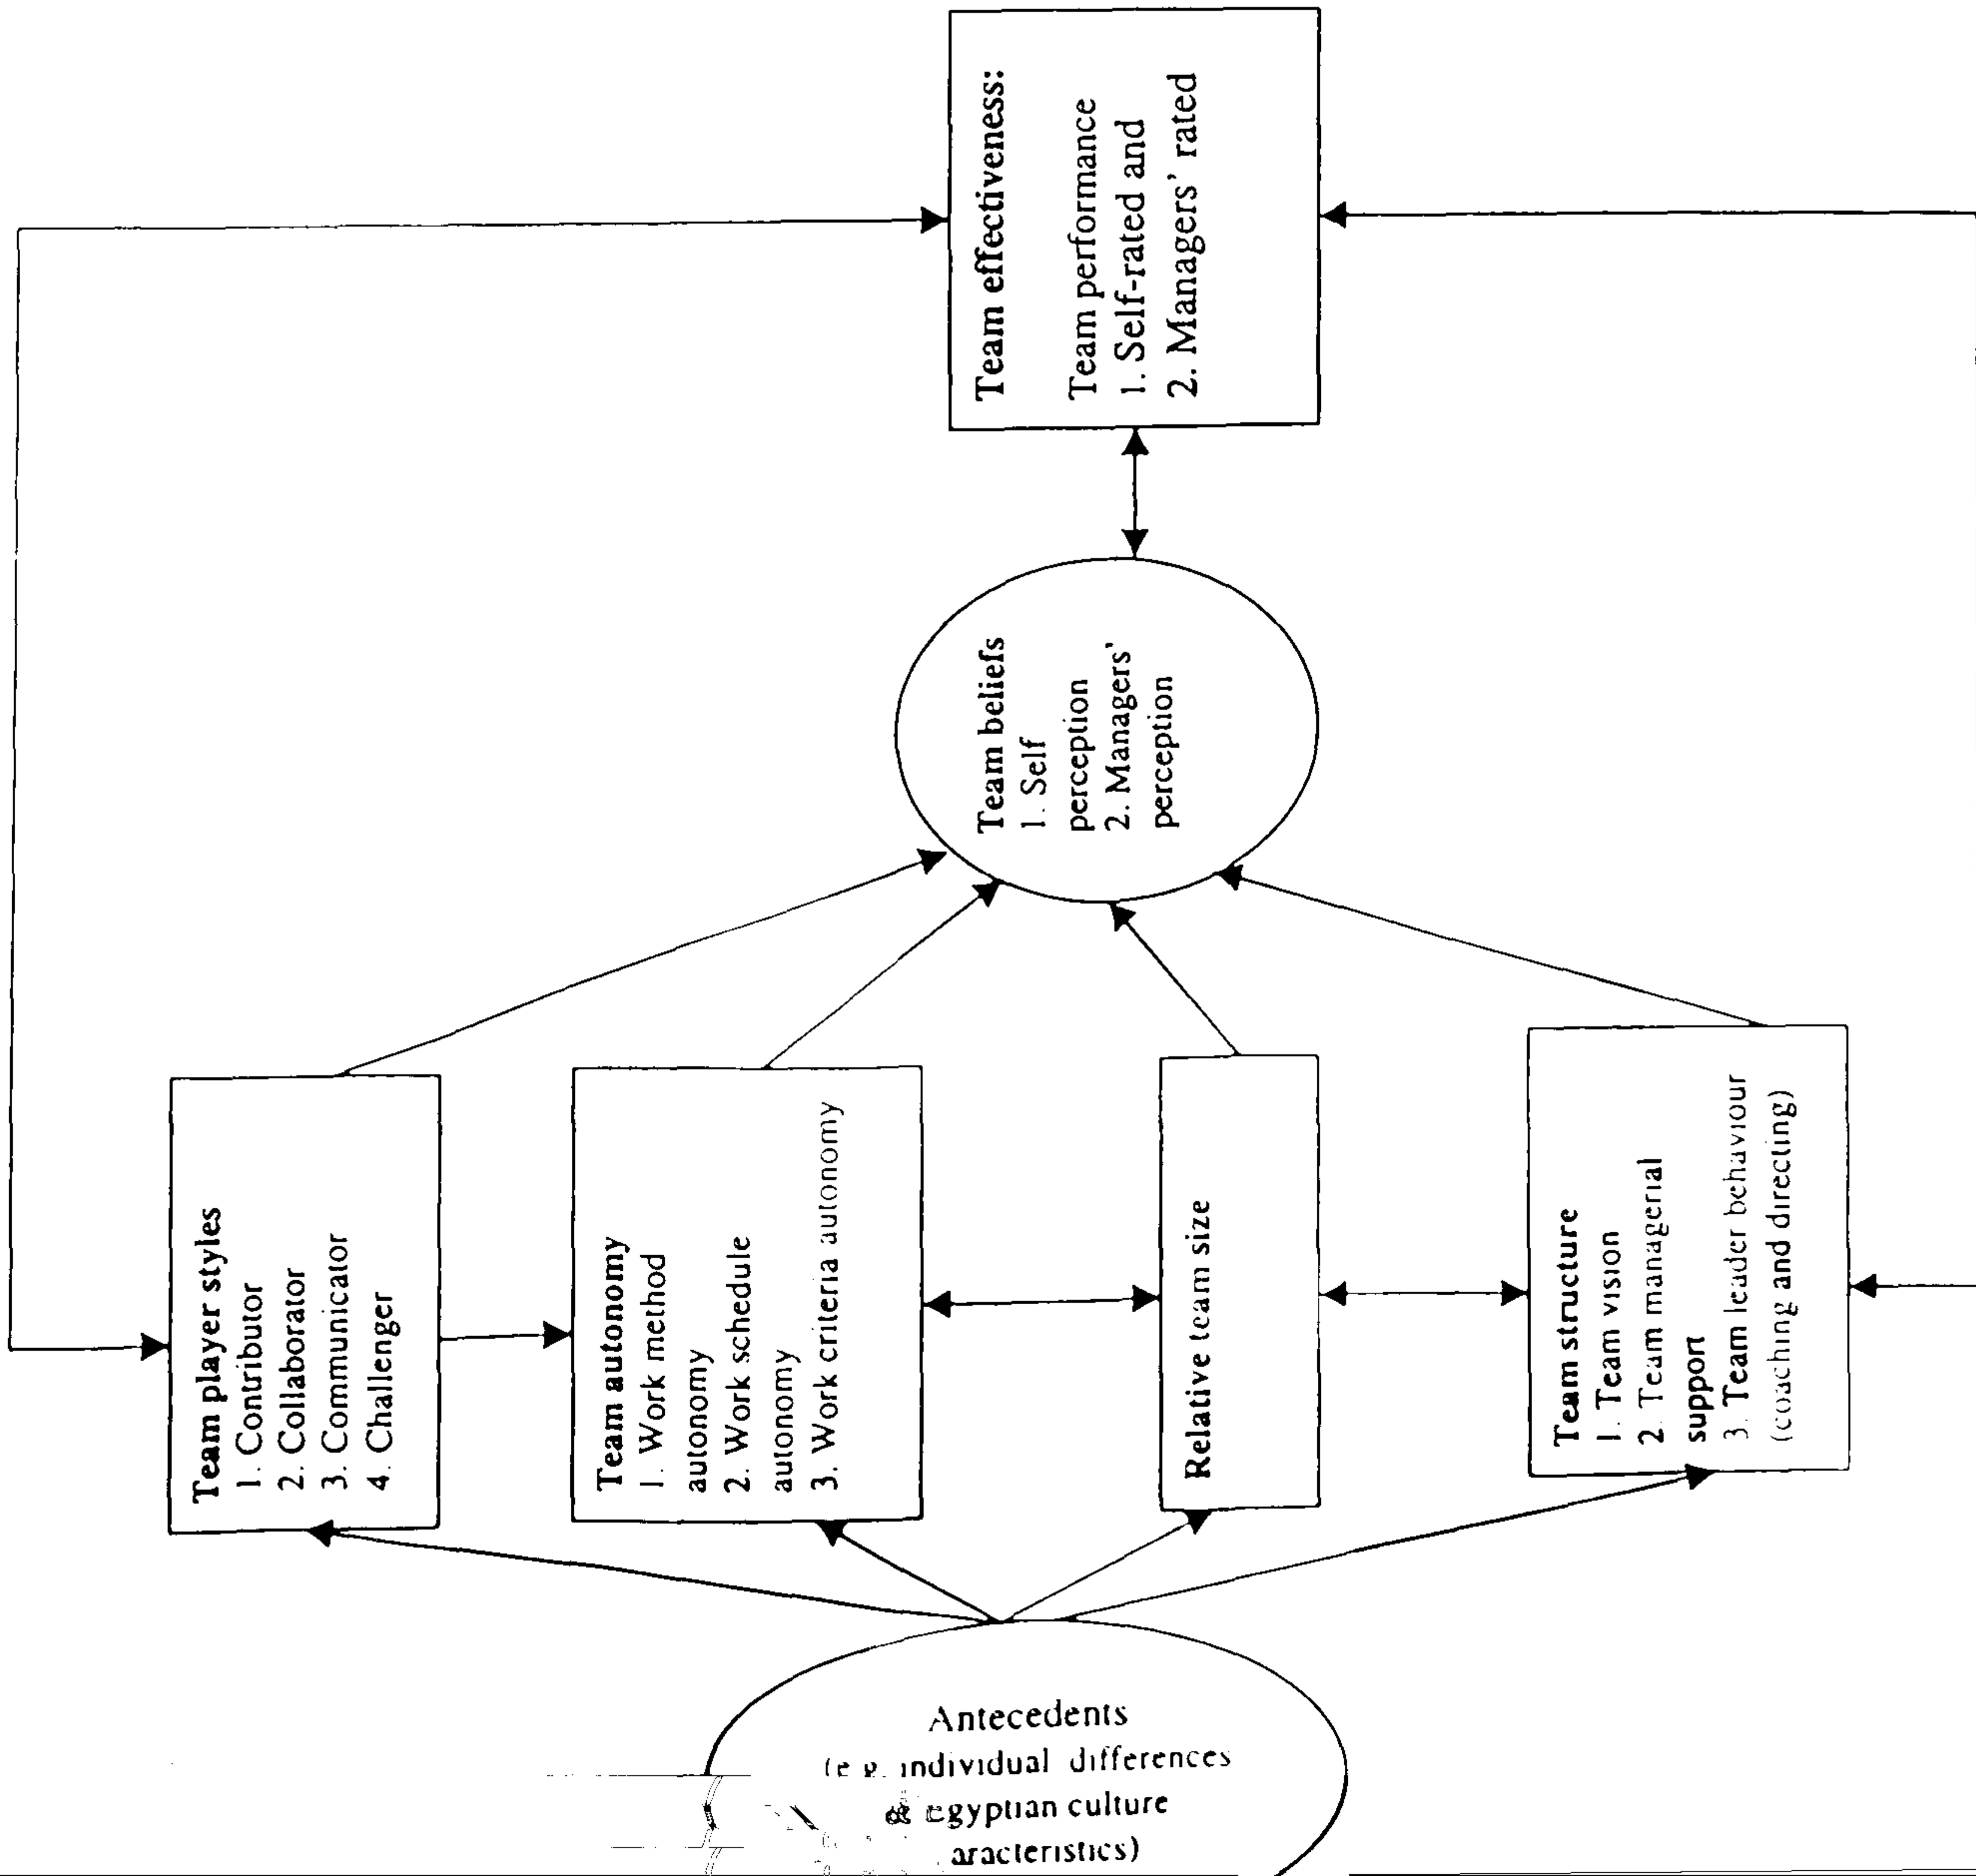 Team player styles
1. Contributor
2. Collaborator
3. Communicator
4. Challenger
Team autonomy
1. Work method
autonomy
2. Work schedule
autonomy
3. Work criteria autonomy
Relative team size
Team structure
1. Team vision
2. Team managerial
support
3. Team leader behaviour
(coaching and directing)
Team beliefs
1. Self
perception
2. Managers'
perception
Team effectiveness:
Team performance
1. Self-rated and
2. Managers' rated
Antecedents
(e.g. individual differences
& Egyptian culture
aracteristics)